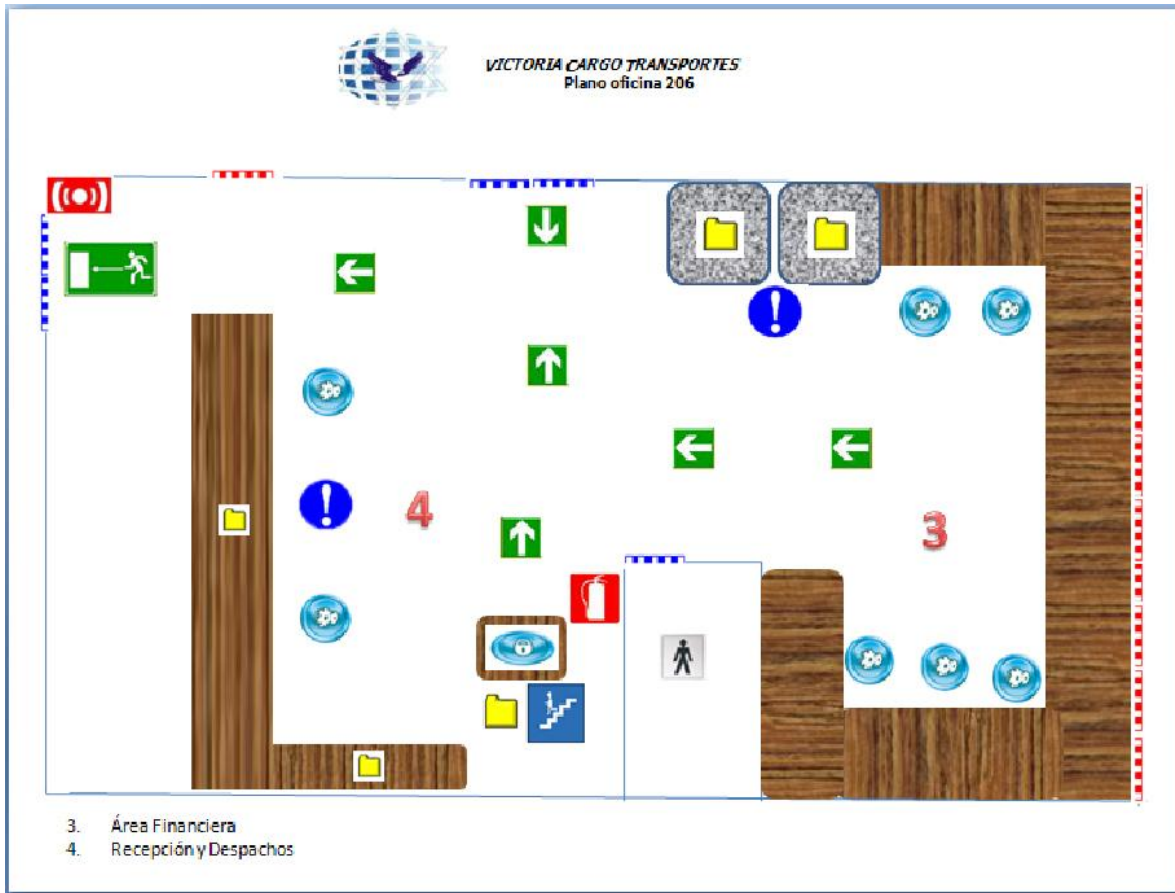 VICTORIA CARGO TRANSPORTES
Plano oficina 206
4
3
3. Área Financiera
4. Recepción y Despachos